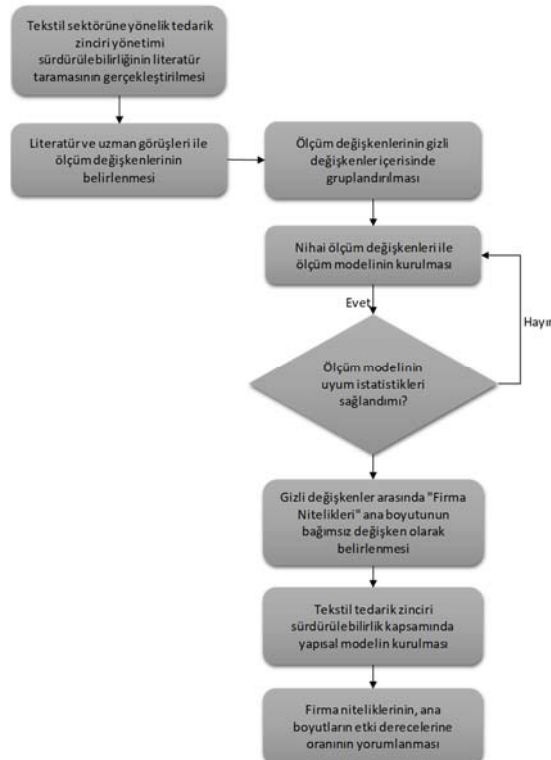 Tekstil sektörüne yönelik tedarik
zinciri yönetimi
sürdürülebilirliğinin literatür
taramasının gerçekleştirilmesi
Literatür ve uzman görüşleri ile
ölçüm değişkenlerinin
belirlenmesi
Ölçüm değişkenlerinin gizli
değişkenler içerisinde
gruplandırılması
Nihai ölçüm değişkenleri ile
ölçüm modelinin kurulması
Evet
Hayır
Ölçüm modelinin
uyum istatistikleri
sağlandımı?
Gizli değişkenler arasında "Firma
Nitelikleri" ana boyutunun
bağımsız değişken olarak
belirlenmesi
Tekstil tedarik zinciri
sürdürülebilirlik kapsamında
yapısal modelin kurulması
Firma niteliklerinin, ana
boyutların etki derecelerine
oranının yorumlanması